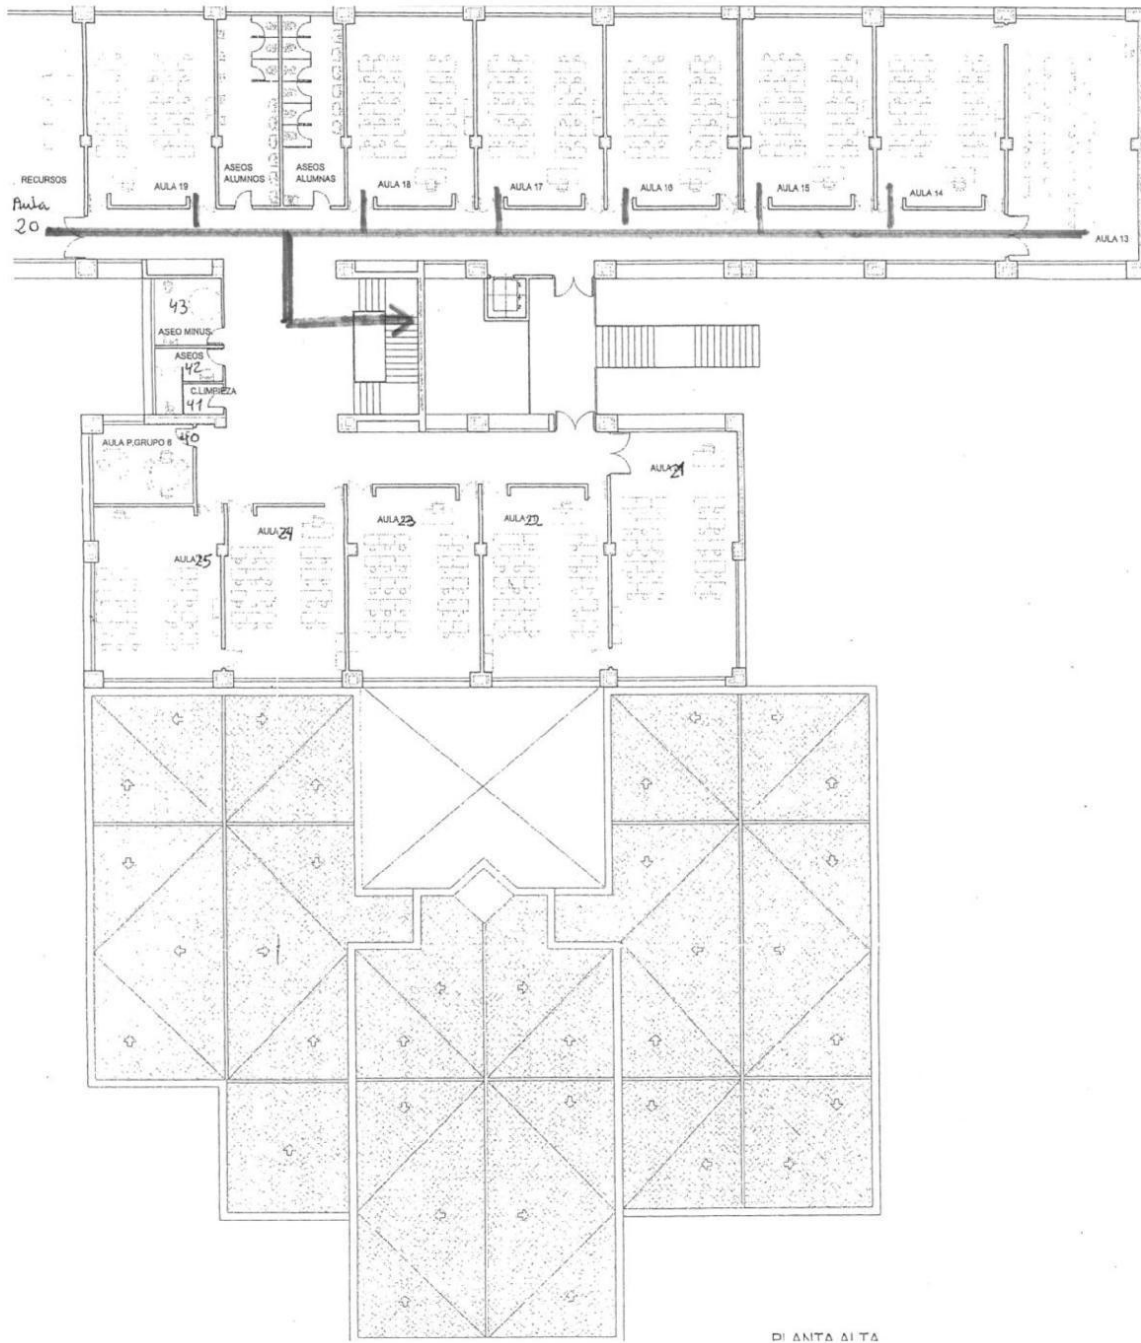 RECURSOS
Aula
20
AULA 19
ASEOS
ALUMNOS
ASEOS
ALUMNAS
AULA 18
AULA 17
AULA 16
AULA 15
AULA 14
AULA 13
43
ASEO MINUS.
ASEOS
42
C.LIMPIEZA
41
40
AULA P.GRUPO 6
AULA 21
AULA 25
AULA 24
AULA 23
AULA 22
PLANTA ALTA